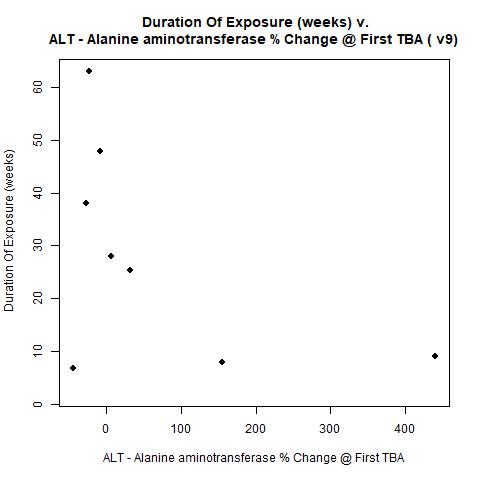 Duration Of Exposure (weeks) v.
ALT - Alanine aminotransferase % Change @ First TBA ( v9)
Duration Of Exposure (weeks)
60
50
40
30
20
10
0
0 100 200 300 400
ALT - Alanine aminotransferase % Change @ First TBA